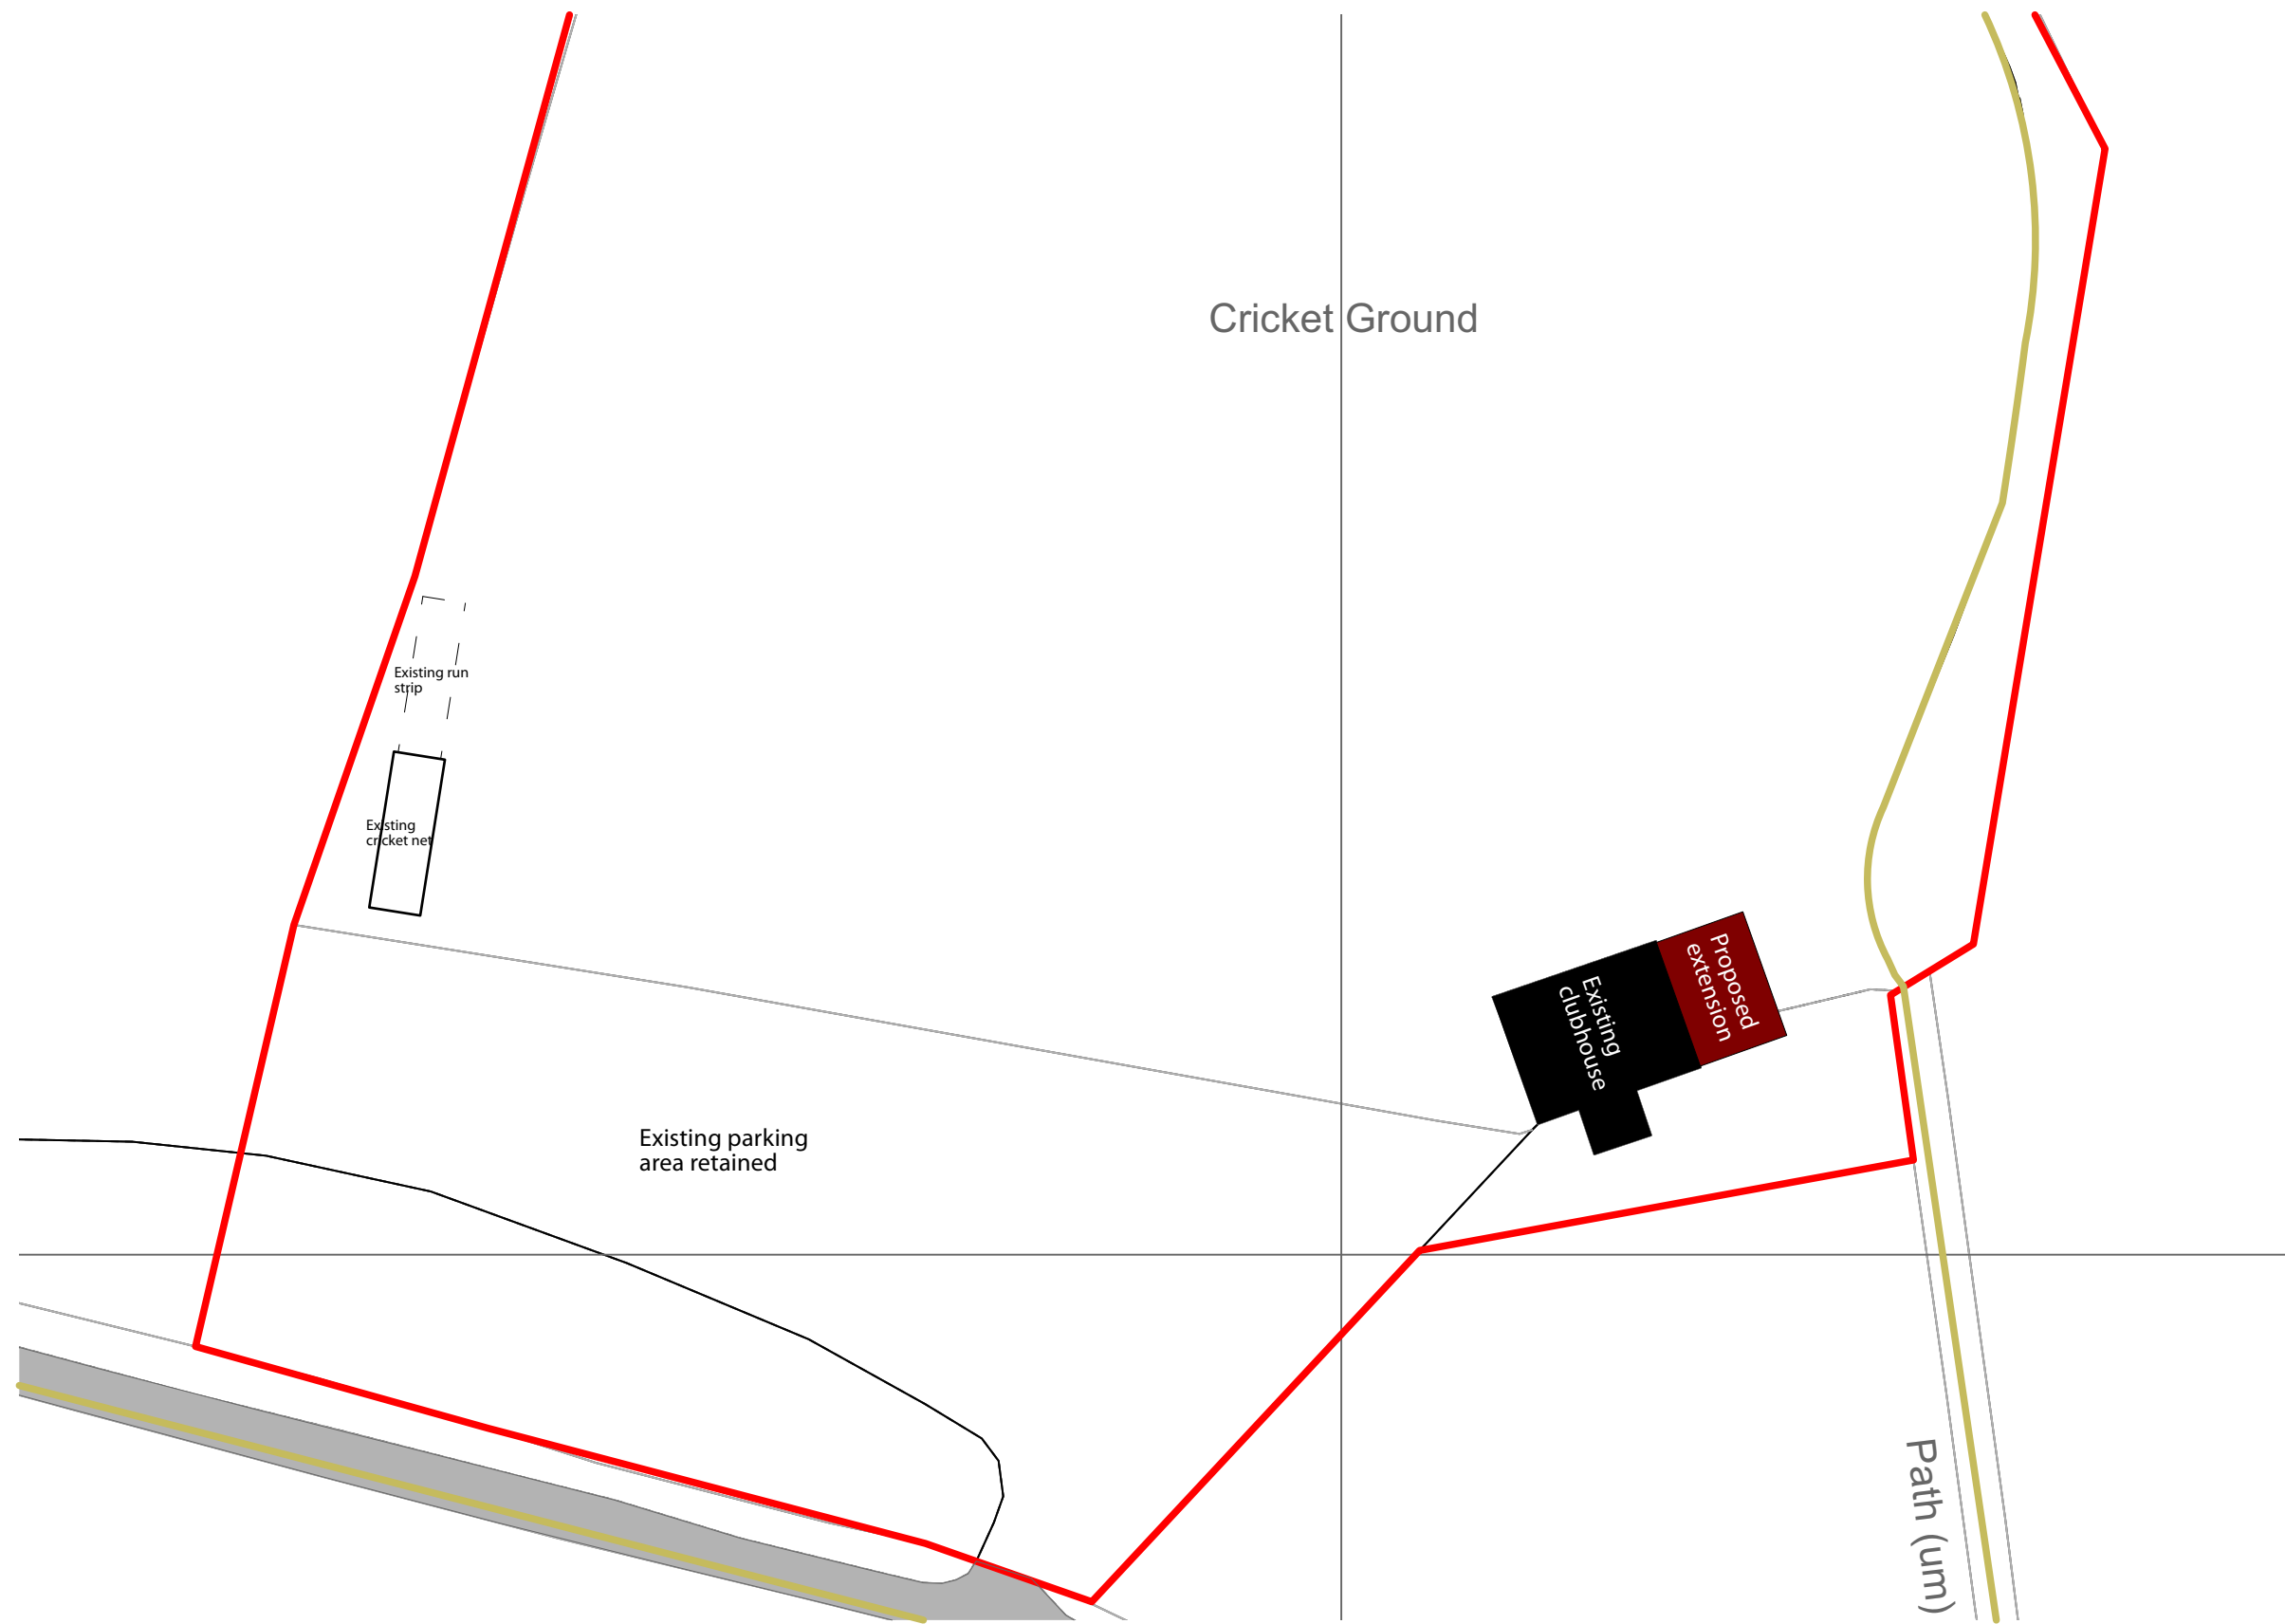 Cricket Ground
Existing run
strip
Existing
cricket net
Proposed
extension
Existing
clubhouse
Existing parking
area retained
Path (um)